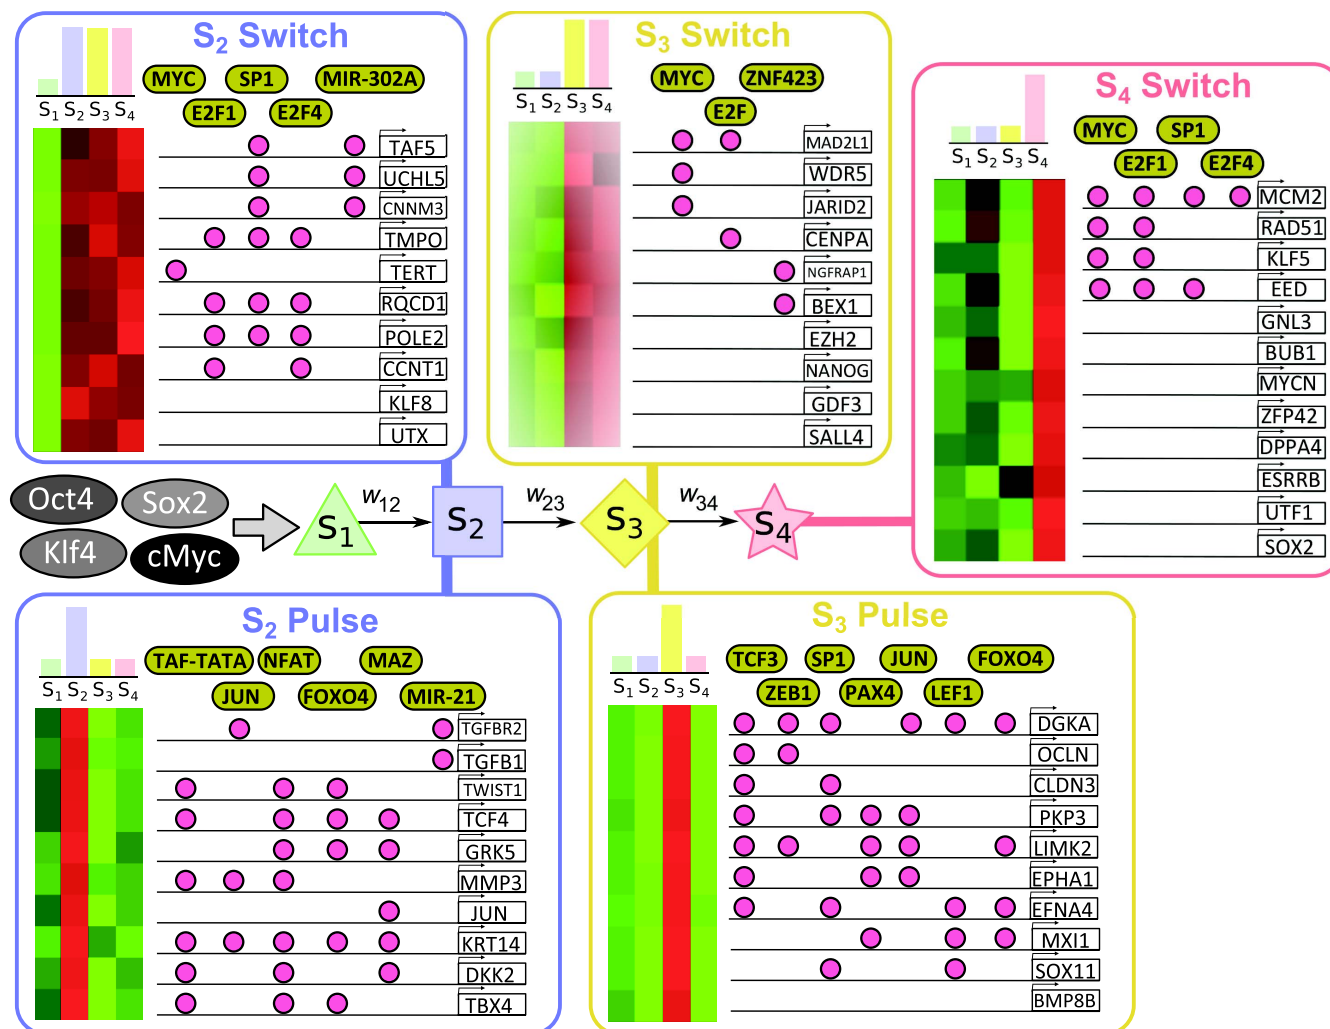 S2 Switch
S1 S2 S3 S4
MYC SP1 MIR-302A
E2F1 E2F4
TAF5
UCHL5
CNNM3
TMPO
TERT
RQCD1
POLE2
CCNT1
KLF8
UTX
S3 Switch
S1 S2 S3 S4
MYC ZNF423
E2F
MAD2L1
WDR5
JARID2
CENPA
NGFRAP1
BEX1
EZH2
NANOG
GDF3
SALL4
S4 Switch
S1 S2 S3 S4
MYC SP1
E2F1 E2F4
MCM2
RAD51
KLF5
EED
GNL3
BUB1
MYCN
ZFP42
DPPA4
ESRRB
UTF1
SOX2
Oct4 Sox2
Klf4 cMyc
S1 w12 S2 w23 S3 w34 S4
S2 Pulse
S1 S2 S3 S4
TAF-TATA NFAT MAZ
JUN FOXO4 MIR-21
TGFBR2
TGFB1
TWIST1
TCF4
GRK5
MMP3
JUN
KRT14
DKK2
TBX4
S3 Pulse
S1 S2 S3 S4
TCF3 SP1 JUN FOXO4
ZEB1 PAX4 LEF1
DGKA
OCLN
CLDN3
PKP3
LIMK2
EPHA1
EFNA4
MXI1
SOX11
BMP8B